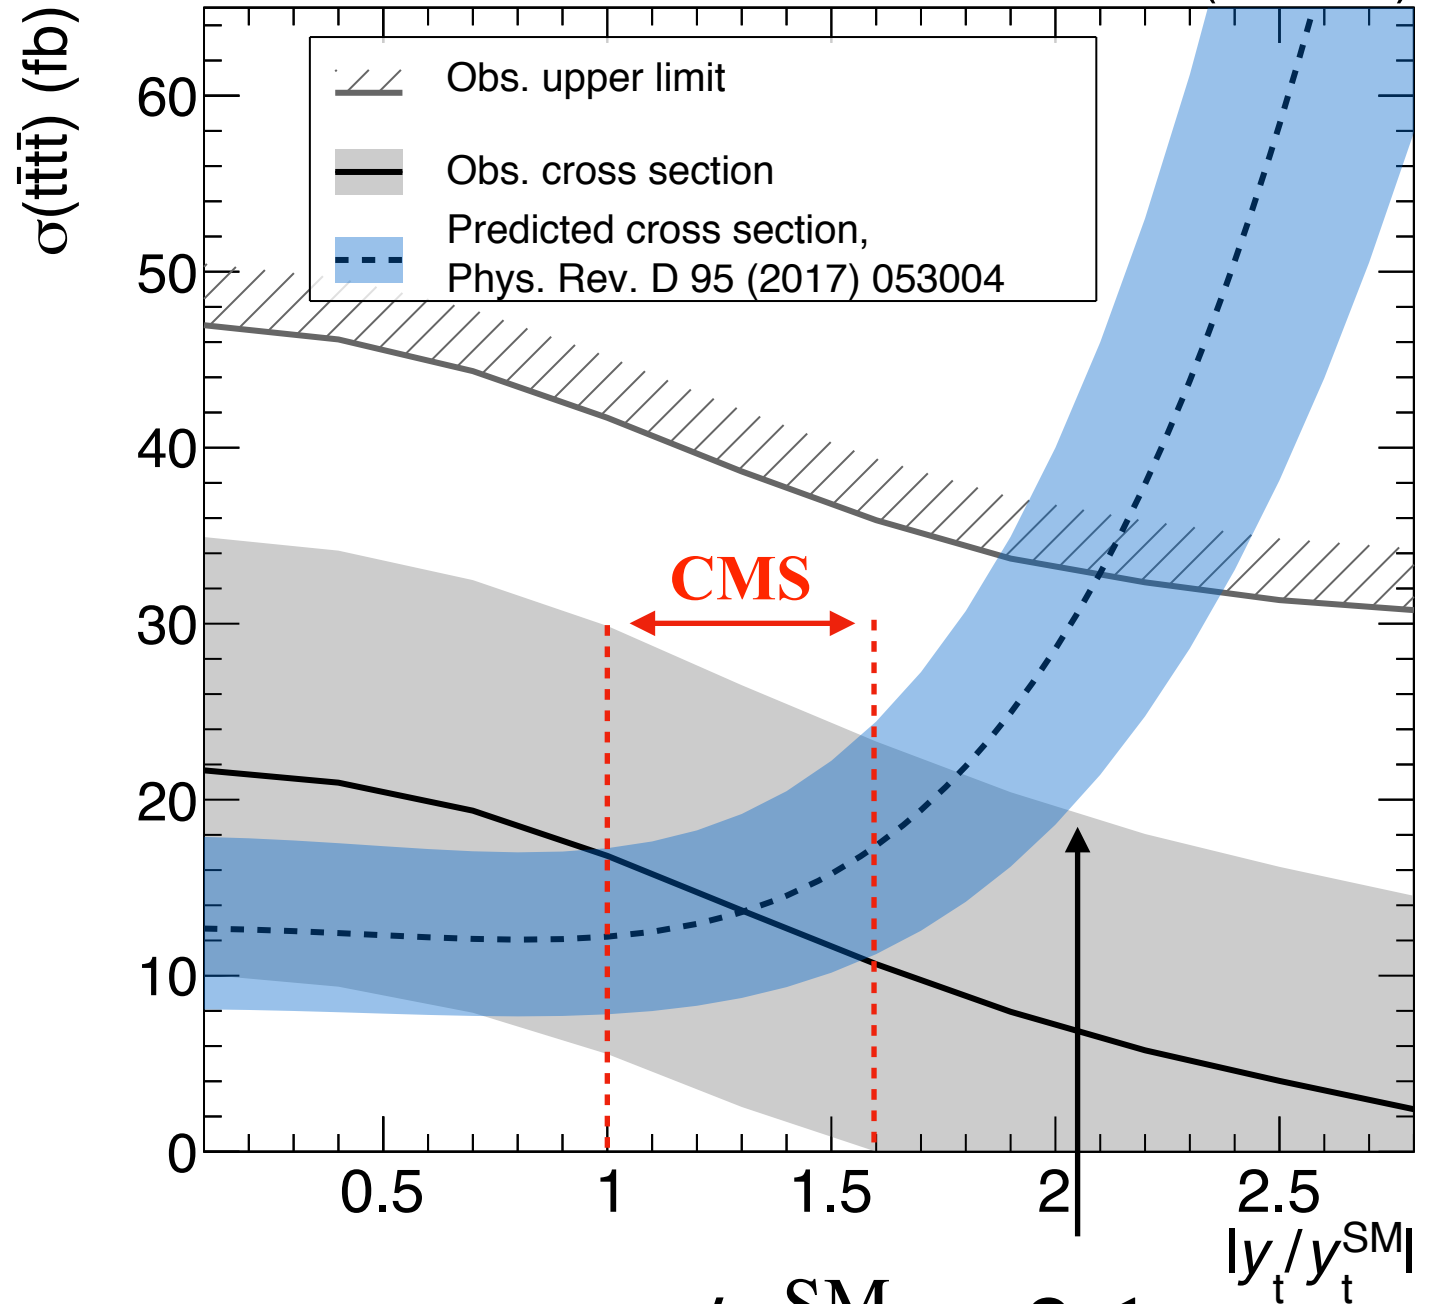 σ(tt̄tt̄) (fb)
60
50
40
30
20
10
0
Obs. upper limit
Obs. cross section
Predicted cross section,
Phys. Rev. D 95 (2017) 053004
CMS
0.5 1 1.5 2 2.5
|y_t/y_t^SM|
SM